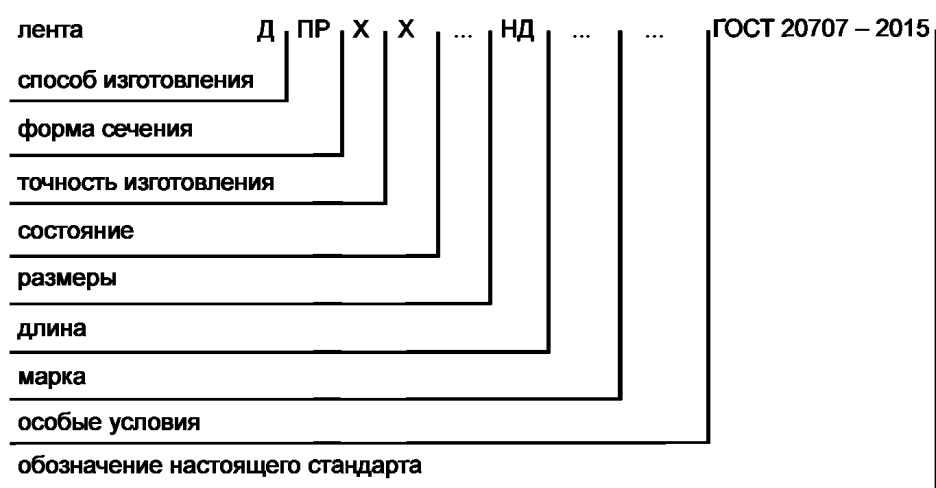 лента Д ПР Х Х ... НД ... ... ГОСТ 20707 – 2015
способ изготовления
форма сечения
точность изготовления
состояние
размеры
длина
марка
особые условия
обозначение настоящего стандарта